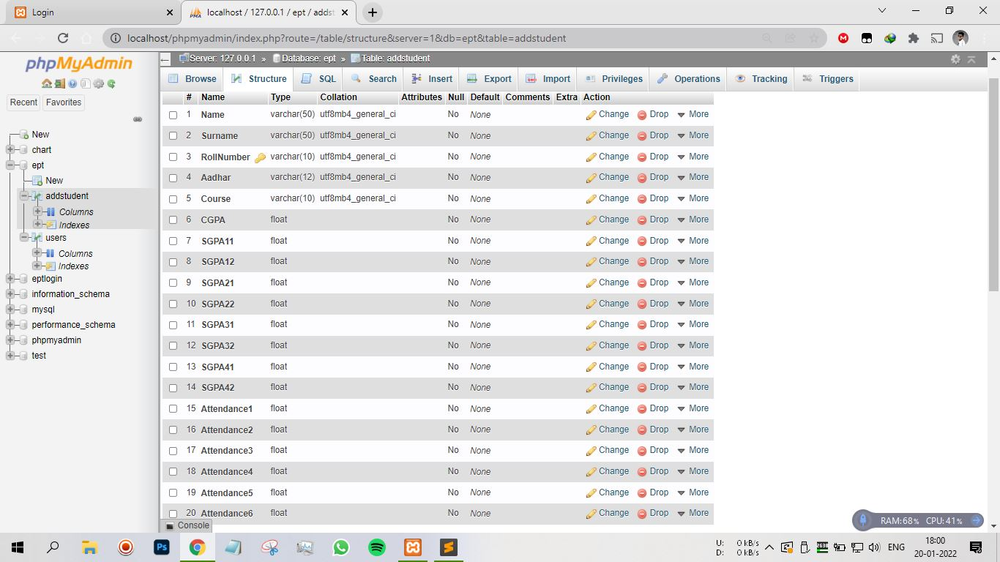 Login
localhost / 127.0.0.1 / ept / addst
localhost/phpmyadmin/index.php?route=/table/structure&server=1&db=ept&table=addstudent
phpMyAdmin
Recent Favorites
New
chart
ept
New
addstudent
Columns
Indexes
users
Columns
Indexes
eptlogin
information_schema
mysql
performance_schema
phpmyadmin
test
Server: 127.0.0.1 » Database: ept » Table: addstudent
Browse Structure SQL Search Insert Export Import Privileges Operations Tracking Triggers
# Name Type Collation Attributes Null Default Comments Extra Action
1 Name varchar(50) utf8mb4_general_ci No None Change Drop More
2 Surname varchar(50) utf8mb4_general_ci No None Change Drop More
3 RollNumber varchar(10) utf8mb4_general_ci No None Change Drop More
4 Aadhar varchar(12) utf8mb4_general_ci No None Change Drop More
5 Course varchar(10) utf8mb4_general_ci No None Change Drop More
6 CGPA float No None Change Drop More
7 SGPA11 float No None Change Drop More
8 SGPA12 float No None Change Drop More
9 SGPA21 float No None Change Drop More
10 SGPA22 float No None Change Drop More
11 SGPA31 float No None Change Drop More
12 SGPA32 float No None Change Drop More
13 SGPA41 float No None Change Drop More
14 SGPA42 float No None Change Drop More
15 Attendance1 float No None Change Drop More
16 Attendance2 float No None Change Drop More
17 Attendance3 float No None Change Drop More
18 Attendance4 float No None Change Drop More
19 Attendance5 float No None Change Drop More
20 Attendance6 float No None Change Drop More
Console
RAM:68% CPU:41%
U: 0 kB/s
D: 0 kB/s
ENG
18:00
20-01-2022